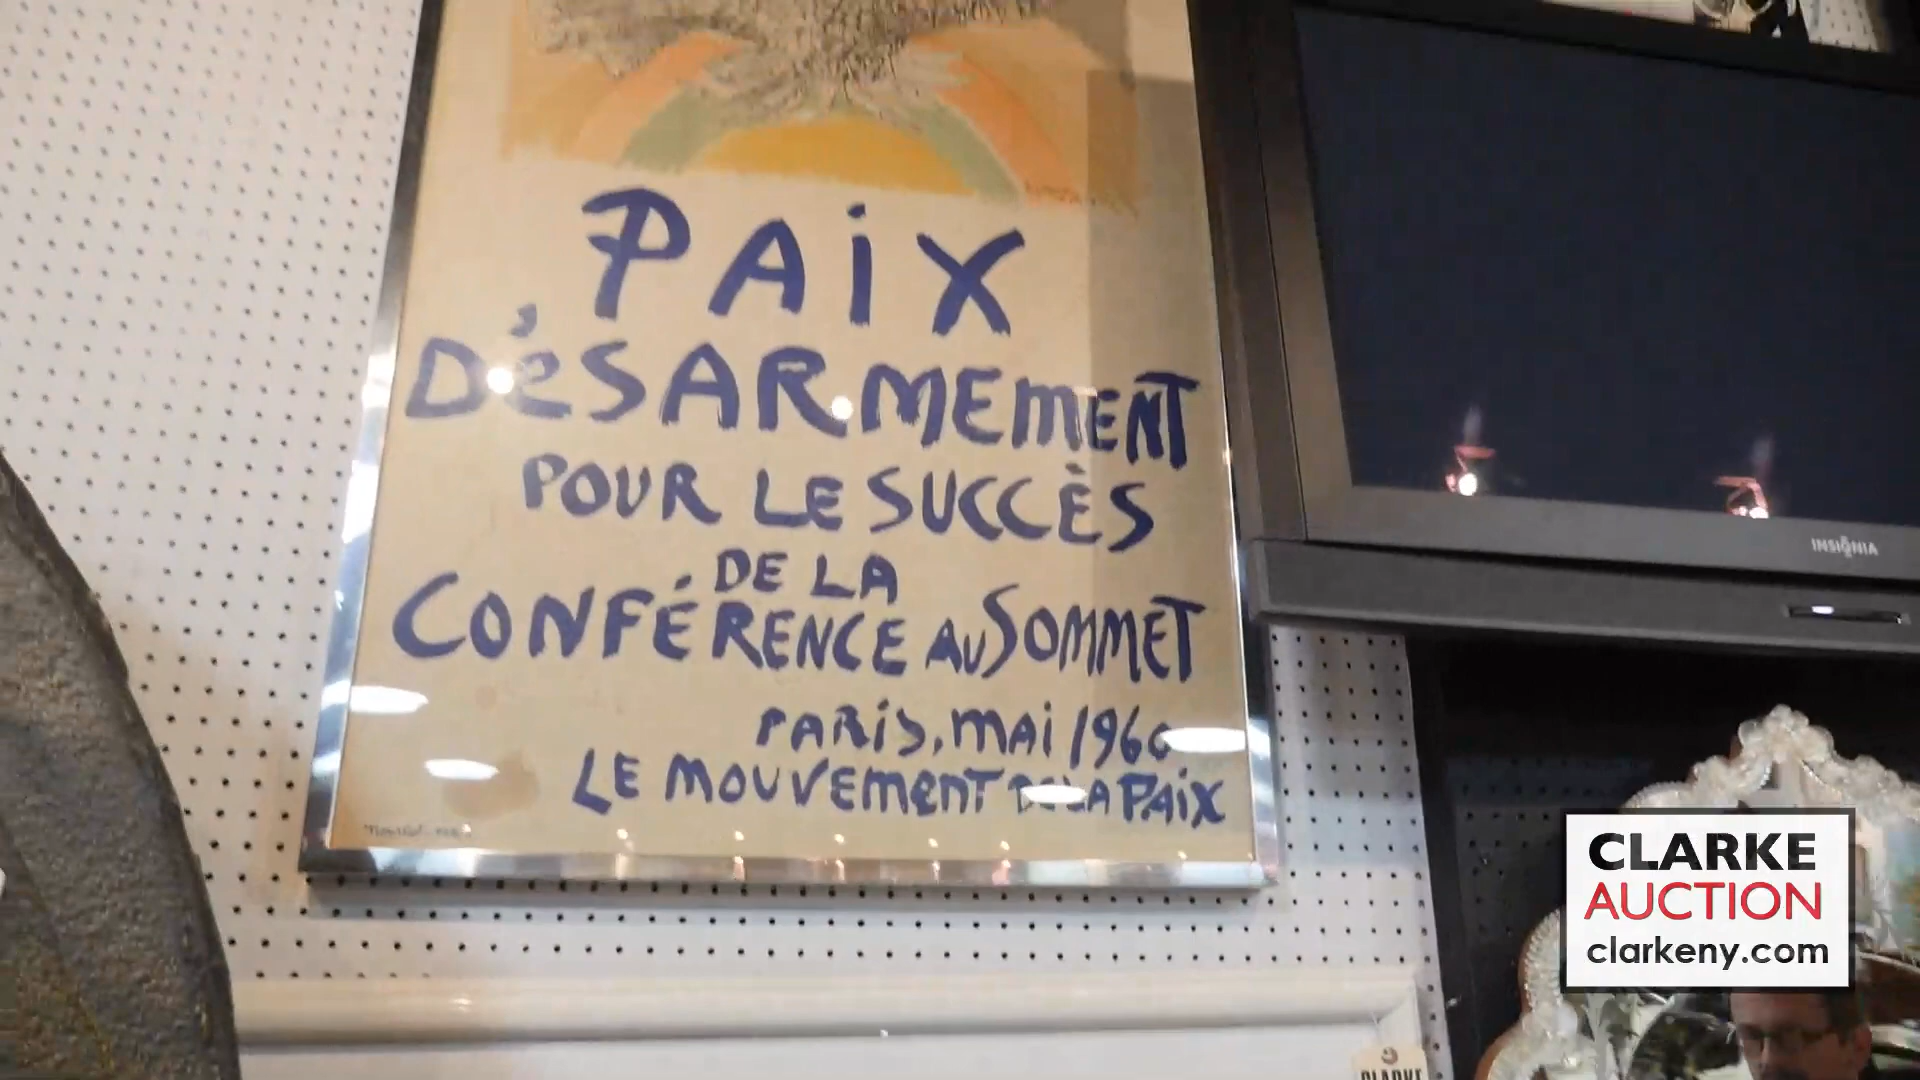 PAIX
DÉSARMEMENT
POUR LE SUCCÈS
DE LA
CONFÉRENCE AU SOMMET
PARIS, MAI 1960
LE MOUVEMENT DE LA PAIX
INSIGNIA
CLARKE
AUCTION
clarkeny.com
CLARKE